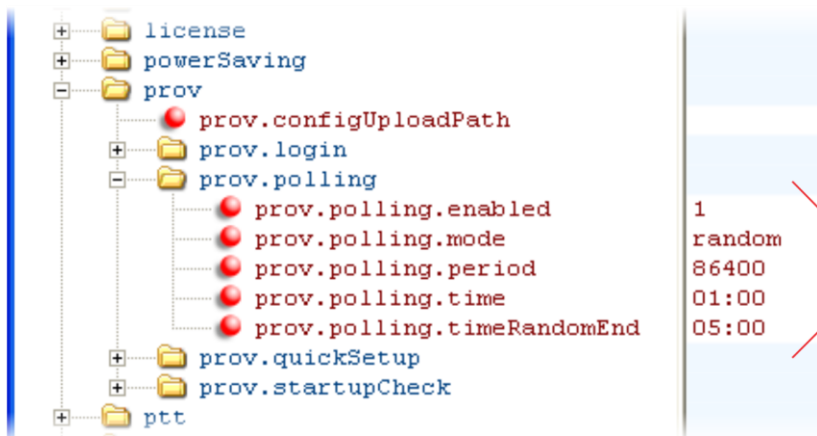 license
powerSaving
prov
prov.configUploadPath
prov.login
prov.polling
prov.polling.enabled 1
prov.polling.mode random
prov.polling.period 86400
prov.polling.time 01:00
prov.polling.timeRandomEnd 05:00
prov.quickSetup
prov.startupCheck
ptt